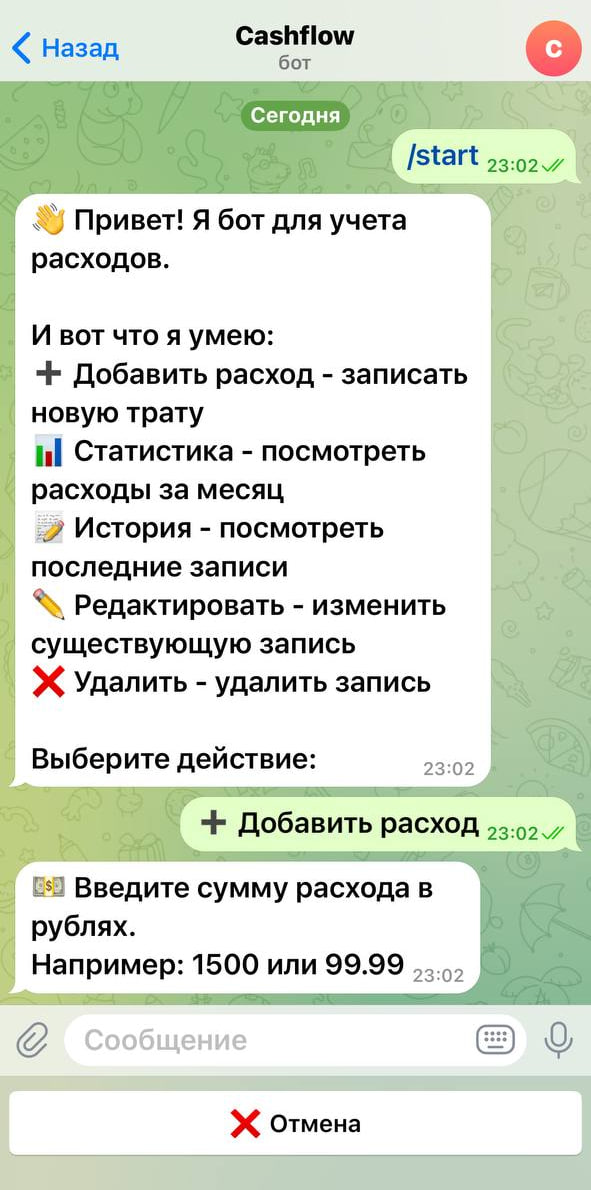 Назад
Cashflow
бот
C
Сегодня
/start 23:02
👋 Привет! Я бот для учета
расходов.
И вот что я умею:
➕ Добавить расход - записать
новую трату
📊 Статистика - посмотреть
расходы за месяц
📝 История - посмотреть
последние записи
✏️ Редактировать - изменить
существующую запись
❌ Удалить - удалить запись
Выберите действие:
23:02
➕ Добавить расход 23:02
💵 Введите сумму расхода в
рублях.
Например: 1500 или 99.99 23:02
Сообщение
❌ Отмена